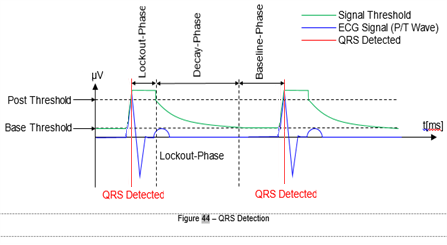 Signal Threshold
ECG Signal (P/T Wave)
QRS Detected
Lockout-Phase
Decay-Phase
Baseline-Phase
µV
Post Threshold
Base Threshold
t[ms]
Lockout-Phase
QRS Detected
QRS Detected
Figure 44 – QRS Detection